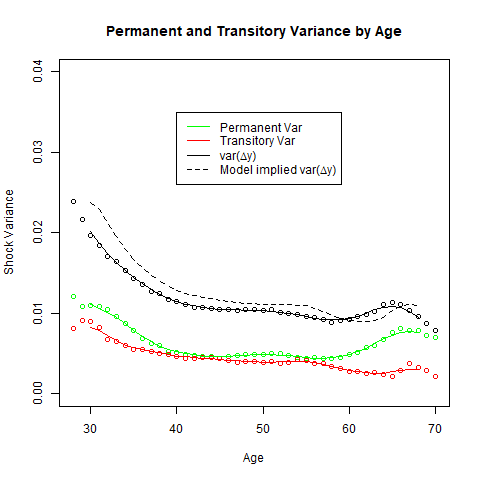 Permanent and Transitory Variance by Age
0.04
0.03
0.02
0.01
0.00
Shock Variance
Permanent Var
Transitory Var
var(Δy)
Model implied var(Δy)
30
40
50
60
70
Age